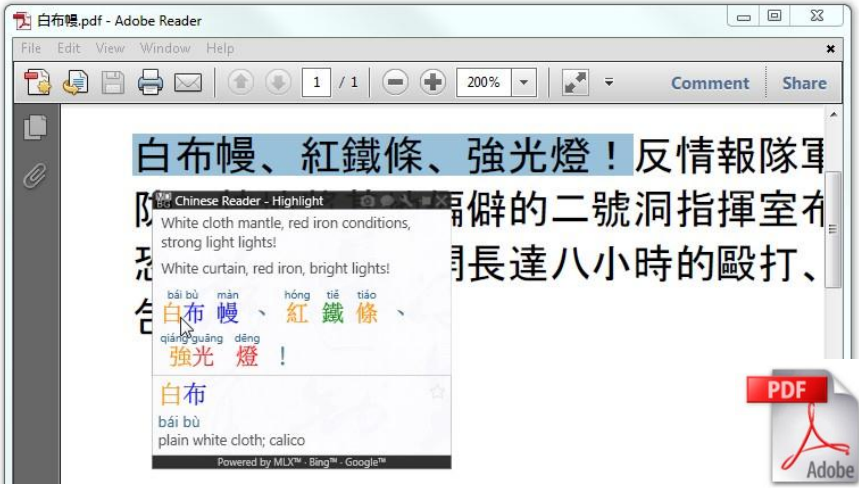 白布幔.pdf - Adobe Reader
File Edit View Window Help
1 / 1 200% Comment Share
白布幔、紅鐵條、強光燈！反情報隊軍
僻的二號洞指揮室布
長達八小時的毆打、
Chinese Reader - Highlight
White cloth mantle, red iron conditions,
strong light lights!
White curtain, red iron, bright lights!
bái bù màn hóng tiě tiáo
白布 幔 、 紅 鐵 條 、
qiáng guāng dēng
強光 燈 ！
白布
bái bù
plain white cloth; calico
Powered by MLX™ · Bing™ · Google™
PDF
Adobe